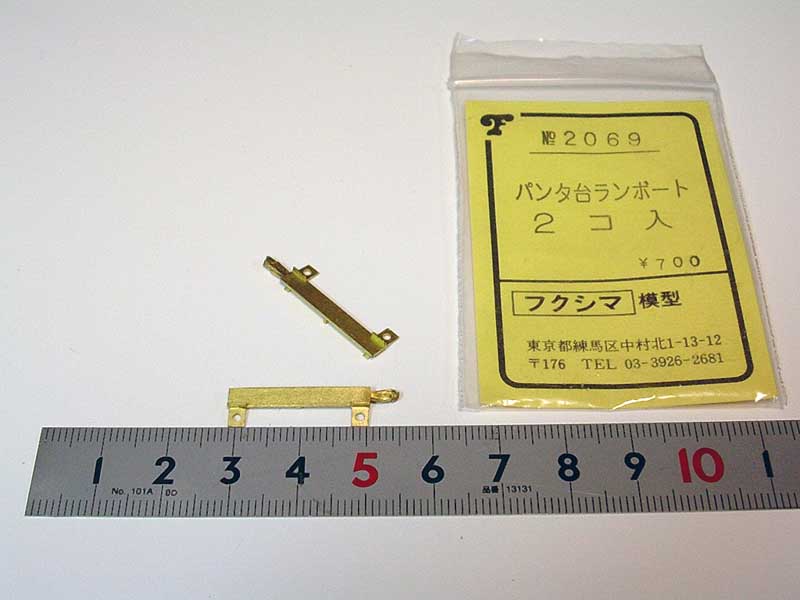 F
№2069
パンタ台ランボート
2コ入
¥700
フクシマ 模型
東京都練馬区中村北1-13-12
〒176 TEL 03-3926-2681
1 2 3 4 5 6 7 8 9 10 1
No. 101A 8D 品番 13131